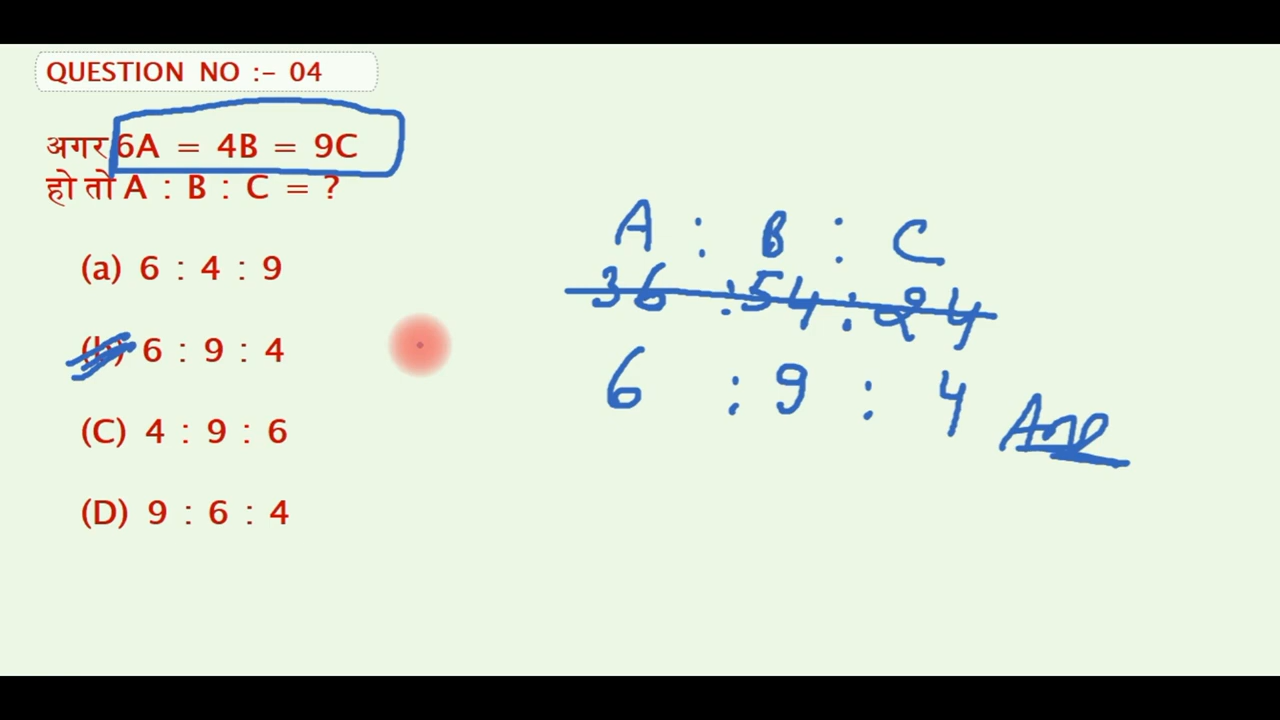 QUESTION NO :- 04
अगर 6A = 4B = 9C
हो तो A : B : C = ?
(a) 6 : 4 : 9
(b) 6 : 9 : 4
(C) 4 : 9 : 6
(D) 9 : 6 : 4
A : B : C
36 : 54 : 24
6 : 9 : 4 Ans